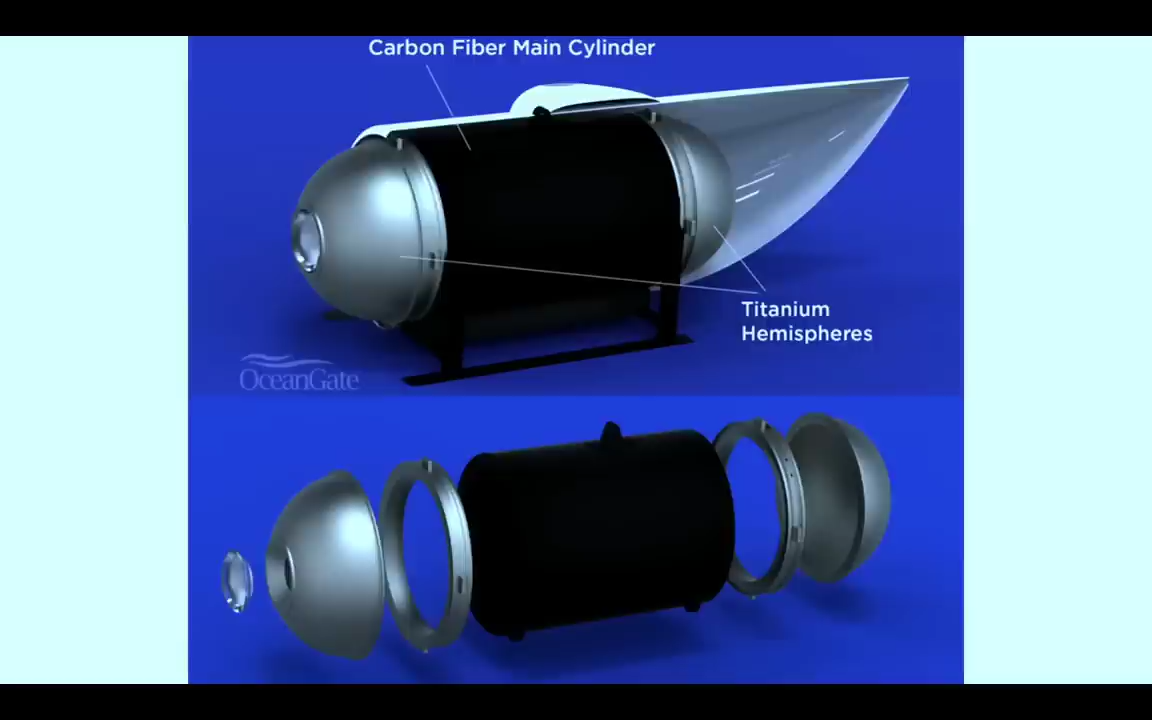 Carbon Fiber Main Cylinder
Titanium
Hemispheres
OceanGate